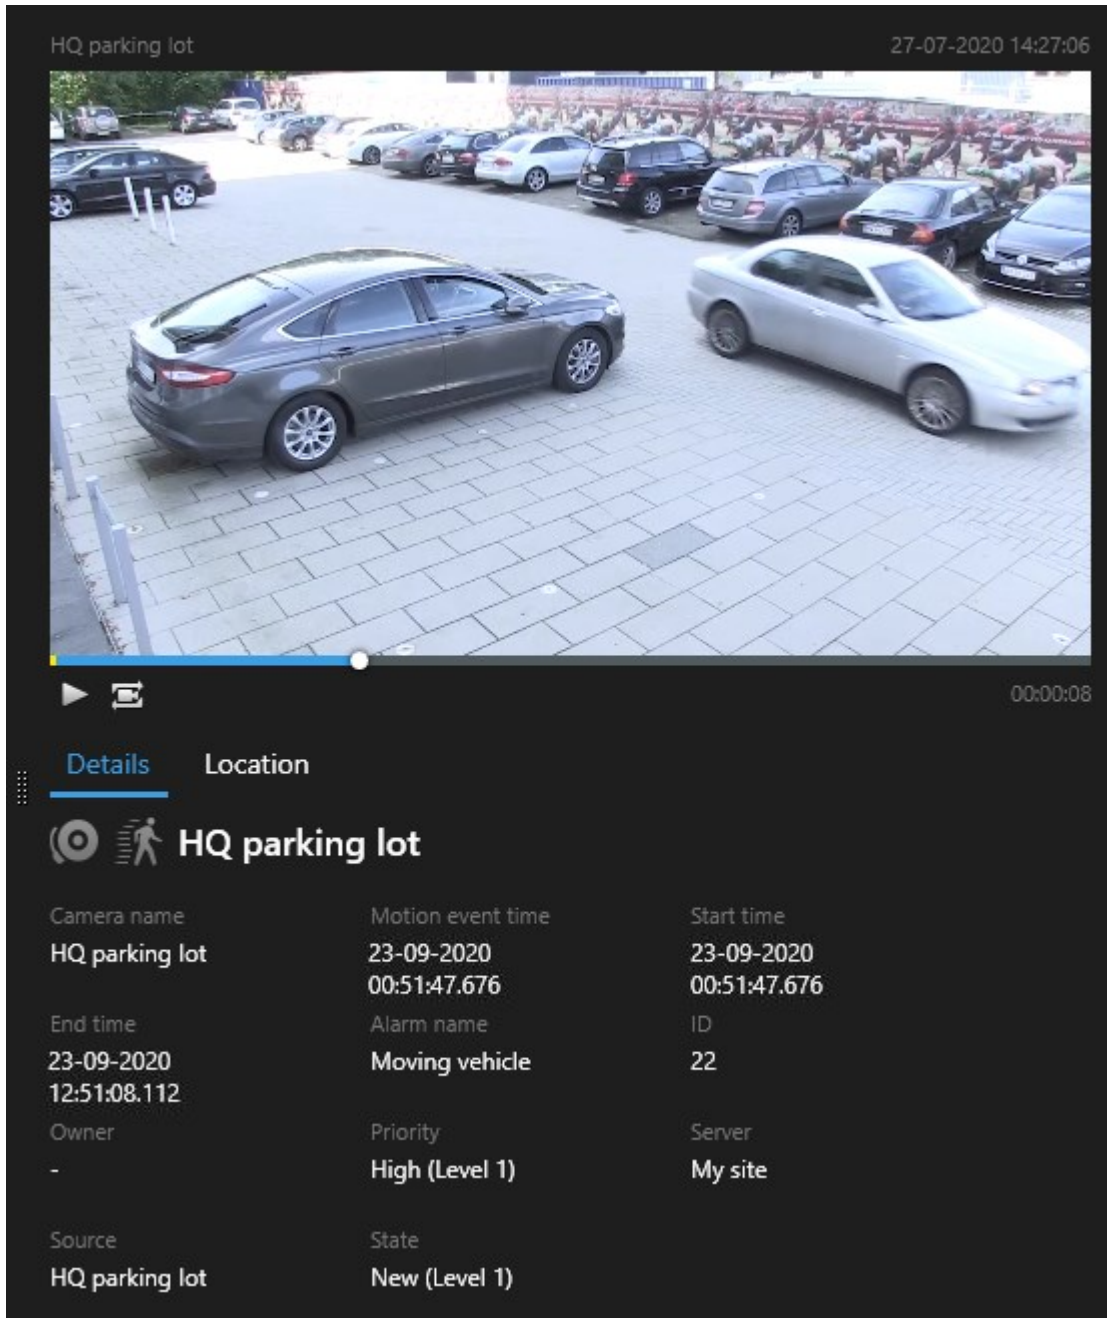 HQ parking lot 27-07-2020 14:27:06
00:00:08
Details Location
HQ parking lot
Camera name Motion event time Start time
HQ parking lot 23-09-2020 23-09-2020
00:51:47.676 00:51:47.676
End time Alarm name ID
23-09-2020 Moving vehicle 22
12:51:08.112
Owner Priority Server
- High (Level 1) My site
Source State
HQ parking lot New (Level 1)